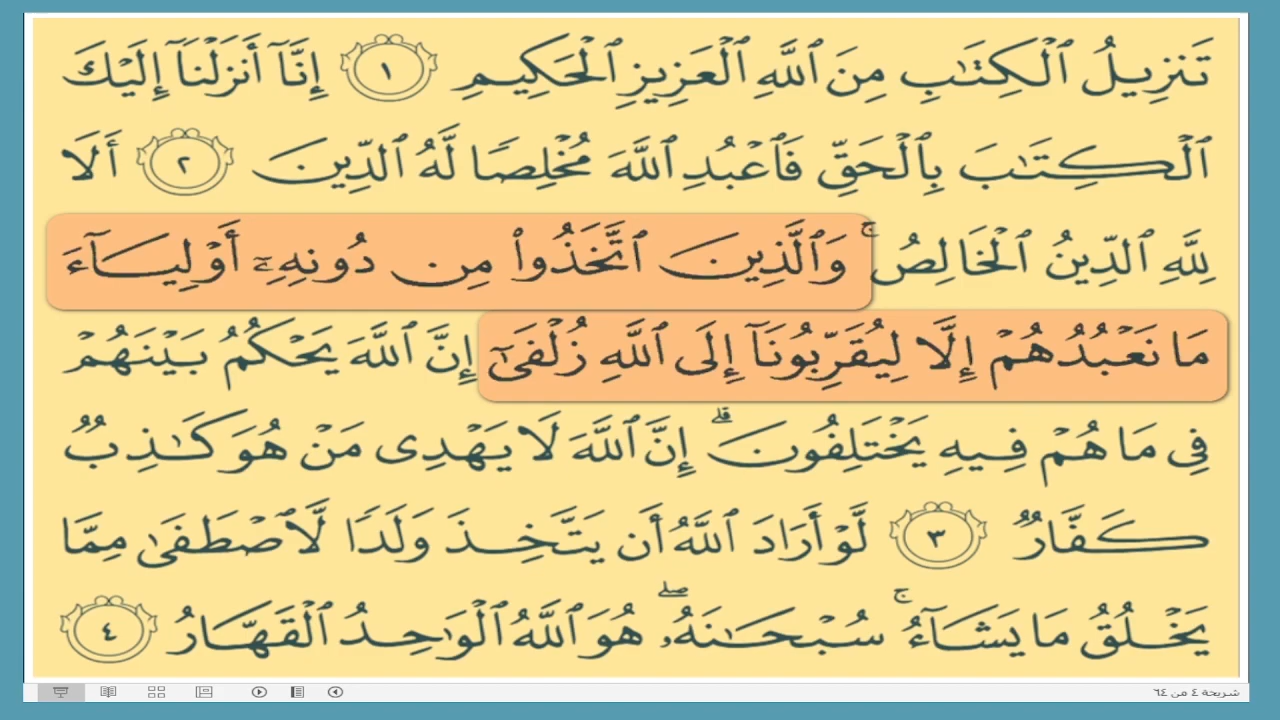 تَنزِيلُ ٱلۡكِتَٰبِ مِنَ ٱللَّهِ ٱلۡعَزِيزِ ٱلۡحَكِيمِ ١ إِنَّآ أَنزَلۡنَآ إِلَيۡكَ
ٱلۡكِتَٰبَ بِٱلۡحَقِّ فَٱعۡبُدِ ٱللَّهَ مُخۡلِصٗا لَّهُ ٱلدِّينَ ٢ أَلَا
لِلَّهِ ٱلدِّينُ ٱلۡخَالِصُۚ وَٱلَّذِينَ ٱتَّخَذُواْ مِن دُونِهِۦٓ أَوۡلِيَآءَ
مَا نَعۡبُدُهُمۡ إِلَّا لِيُقَرِّبُونَآ إِلَى ٱللَّهِ زُلۡفَىٰٓ إِنَّ ٱللَّهَ يَحۡكُمُ بَيۡنَهُمۡ
فِي مَا هُمۡ فِيهِ يَخۡتَلِفُونَۗ إِنَّ ٱللَّهَ لَا يَهۡدِي مَنۡ هُوَ كَٰذِبٞ
كَفَّارٞ ٣ لَّوۡ أَرَادَ ٱللَّهُ أَن يَتَّخِذَ وَلَدٗا لَّٱصۡطَفَىٰ مِمَّا
يَخۡلُقُ مَا يَشَآءُۚ سُبۡحَٰنَهُۥۖ هُوَ ٱللَّهُ ٱلۡوَٰحِدُ ٱلۡقَهَّارُ ٤
شريحة ٤ من ٦٤